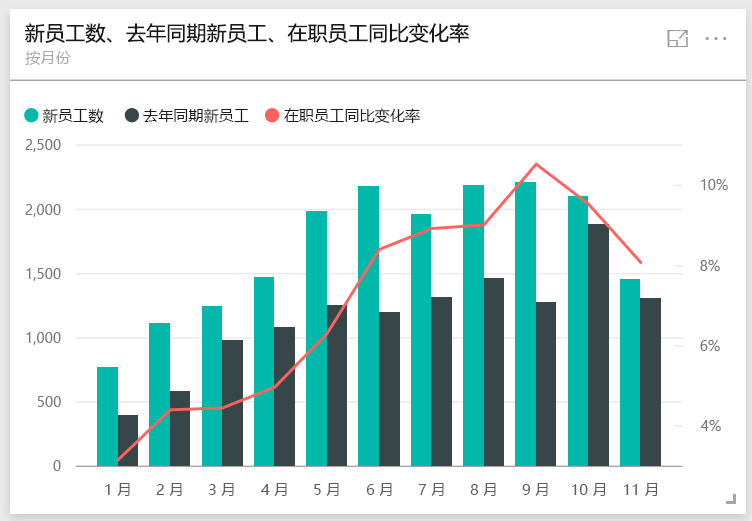 新员工数、去年同期新员工、在职员工同比变化率
按月份
新员工数 去年同期新员工 在职员工同比变化率
2,500
10%
2,000
8%
1,500
1,000
6%
500
4%
0
1月 2月 3月 4月 5月 6月 7月 8月 9月 10月 11月